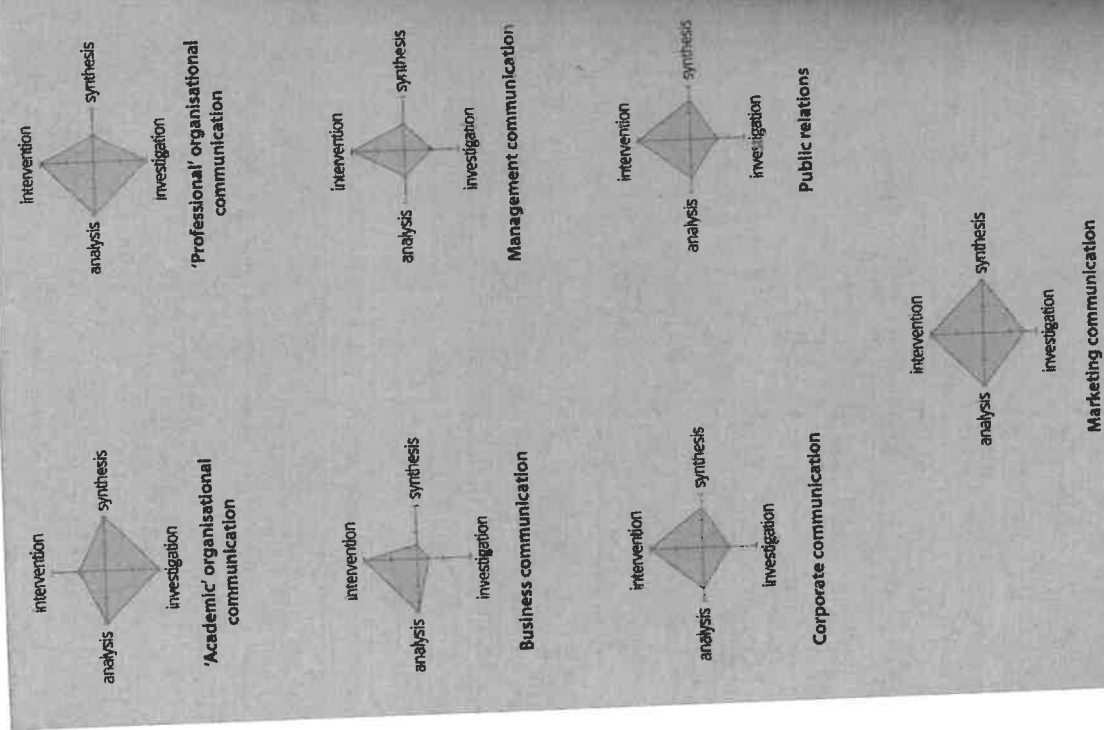 intervention
analysis
synthesis
investigation
'Academic' organisational
communication
intervention
analysis
synthesis
investigation
'Professional' organisational
communication
intervention
analysis
synthesis
investigation
Business communication
intervention
analysis
synthesis
investigation
Management communication
intervention
analysis
synthesis
investigation
Corporate communication
intervention
analysis
synthesis
investigation
Public relations
intervention
analysis
synthesis
investigation
Marketing communication